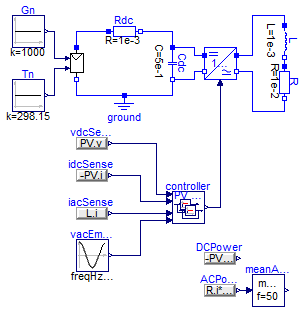 Gn
k=1000
Tn
k=298.15
Rdc
R=1e-3
Cdc
C=5e-1
ground
L
L=1e-3
R
R=1e-2
vdcSe...
PV.v
idcSense
-PV.i
iacSense
L.i
vacEm...
freqHz...
controller
PV ...
DCPower
-PV...
ACPo...
R.i*...
meanA...
m...
f=50